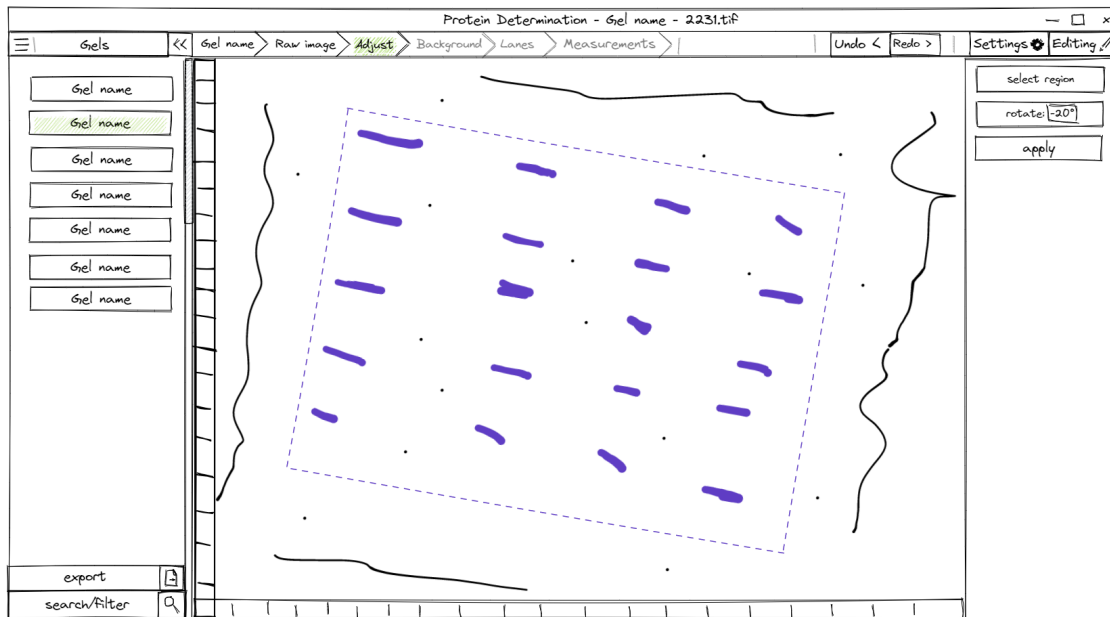 Protein Determination - Gel name - 2231.tif
Gels
Gel name
Raw image
Adjust
Background
Lanes
Measurements
Undo <
Redo >
Settings
Editing
Gel name
Gel name
Gel name
Gel name
Gel name
Gel name
Gel name
select region
rotate: -20°
apply
export
search/filter